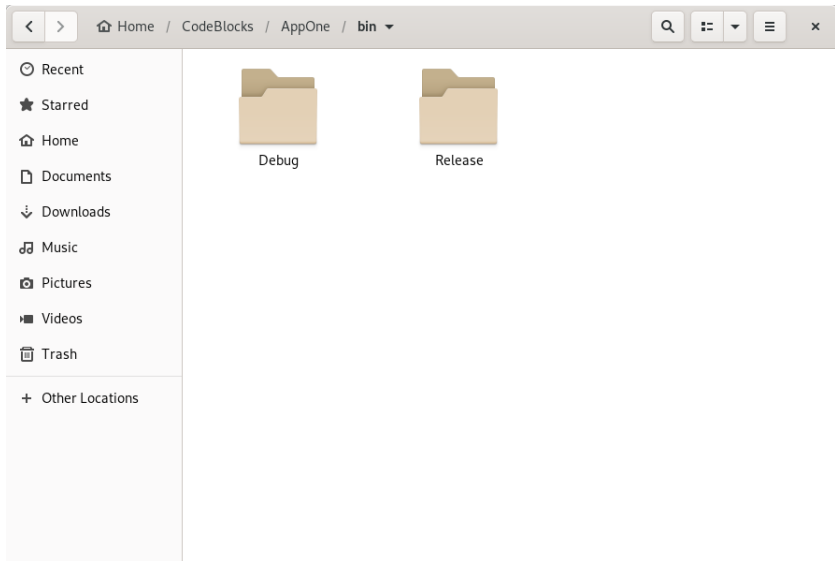 Home / CodeBlocks / AppOne / bin
Recent
Starred
Home
Documents
Downloads
Music
Pictures
Videos
Trash
Other Locations
Debug
Release